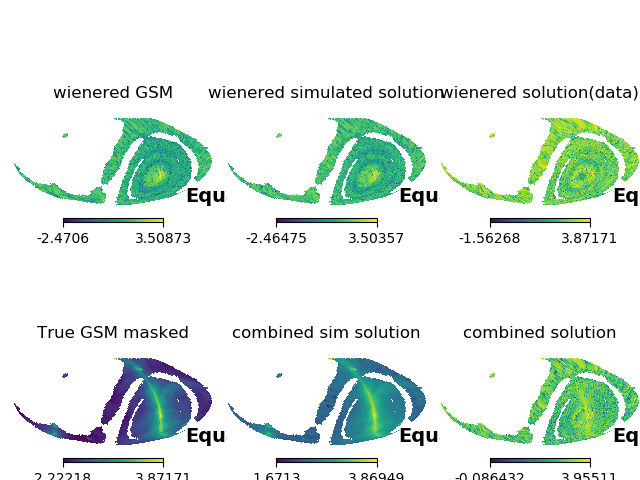 wienered GSM
wienered simulated solution
wienered solution(data)
Equ
Equ
Eq
-2.4706 3.50873
-2.46475 3.50357
-1.56268 3.87171
True GSM masked
combined sim solution
combined solution
Equ
Equ
Eq
2.22218 3.87171
1.6713 3.86949
-0.086432 3.95511